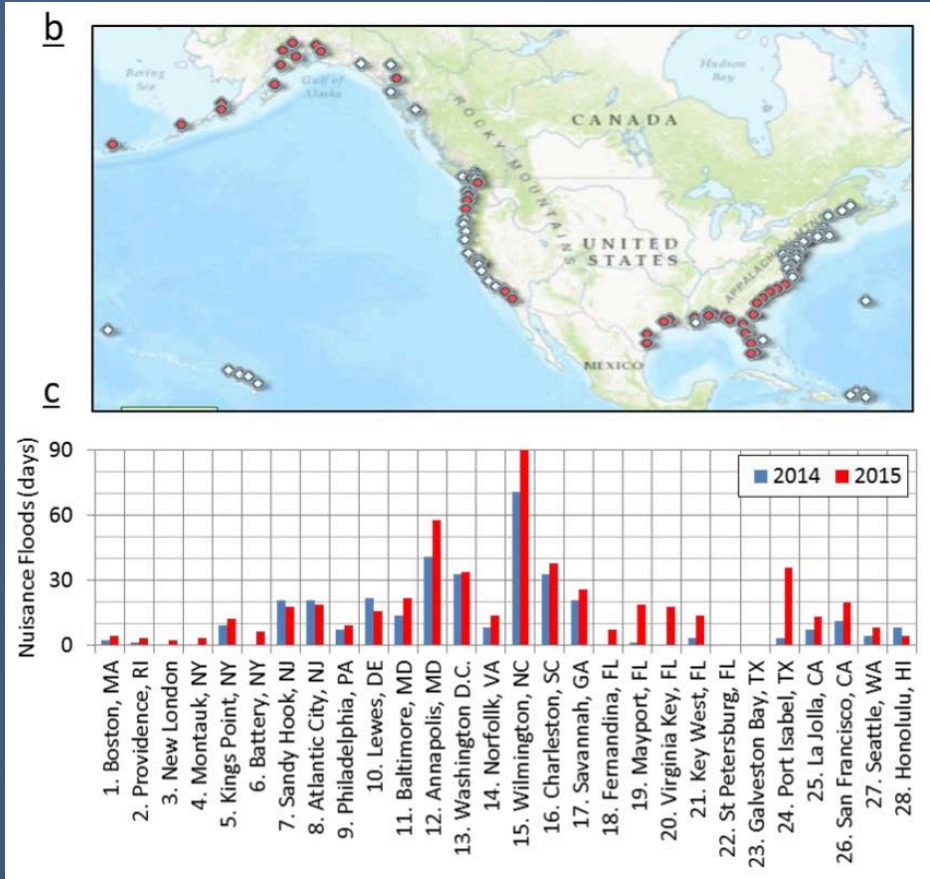 b
Bering
Sea
Gulf of
Alaska
Hudson
Bay
CANADA
ROCKY MOUNTAINS
UNITED
STATES
MEXICO
c
Nuisance Floods (days)
90
60
30
0
2014
2015
1. Boston, MA
2. Providence, RI
3. New London
4. Montauk, NY
5. Kings Point, NY
6. Battery, NY
7. Sandy Hook, NJ
8. Atlantic City, NJ
9. Philadelphia, PA
10. Lewes, DE
11. Baltimore, MD
12. Annapolis, MD
13. Washington D.C.
14. Norfollk, VA
15. Wilmington, NC
16. Charleston, SC
17. Savannah, GA
18. Fernandina, FL
19. Mayport, FL
20. Virginia Key, FL
21. Key West, FL
22. St Petersburg, FL
23. Galveston Bay, TX
24. Port Isabel, TX
25. La Jolla, CA
26. San Francisco, CA
27. Seattle, WA
28. Honolulu, HI